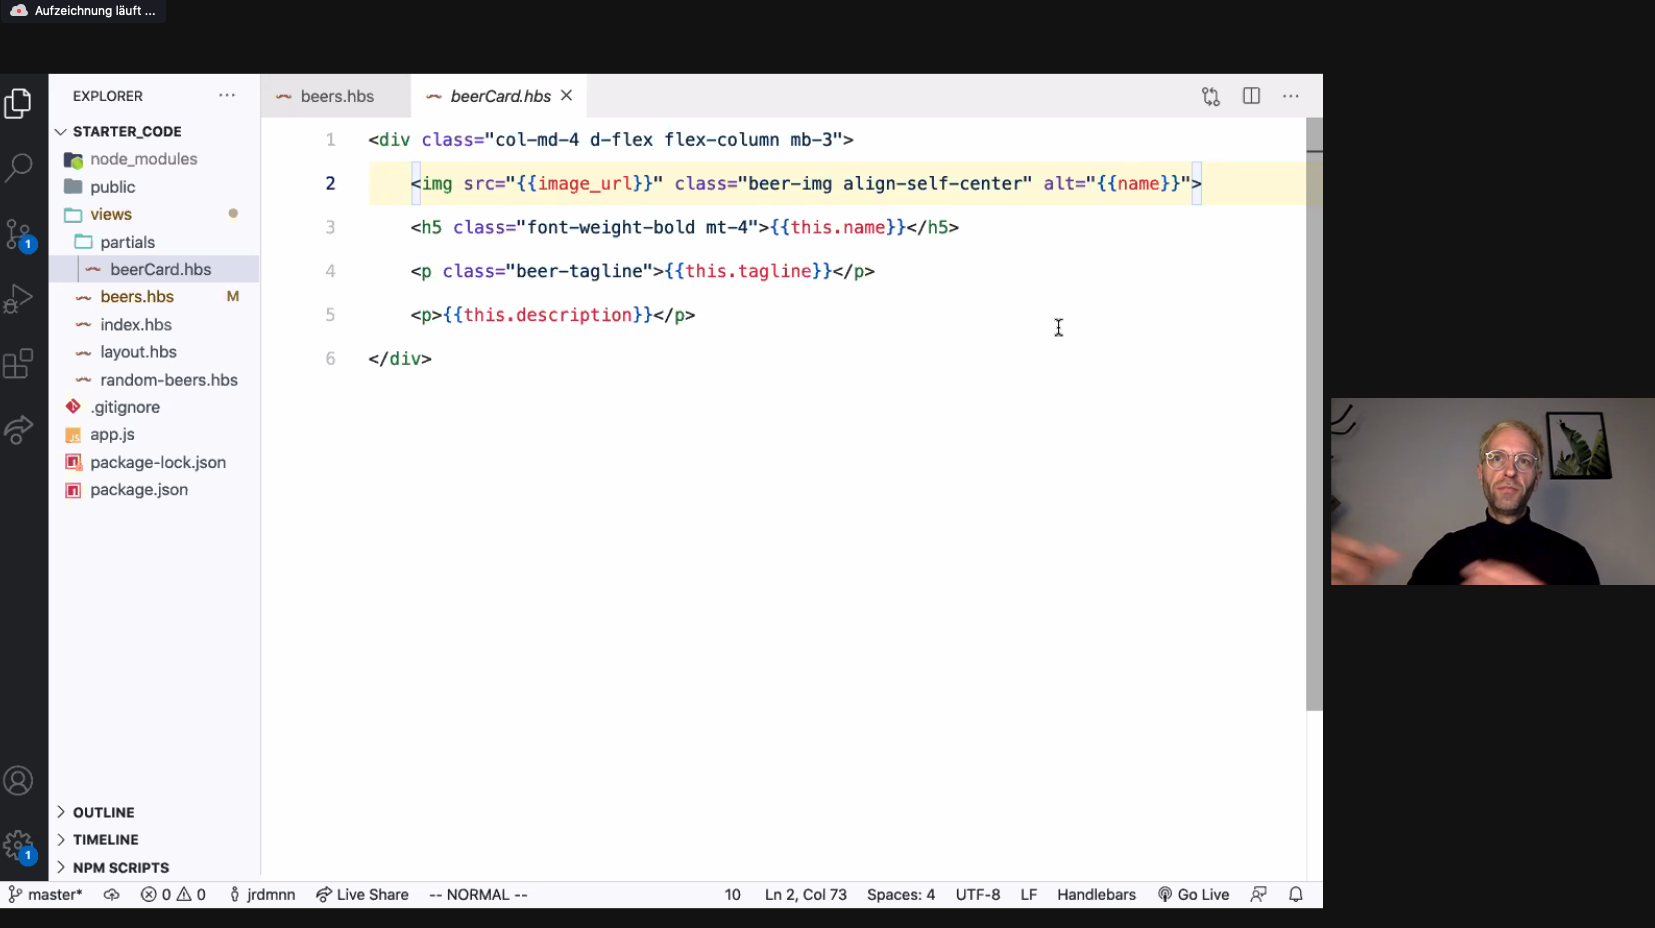 Aufzeichnung läuft ...
EXPLORER
STARTER_CODE
node_modules
public
views
partials
beerCard.hbs
beers.hbs M
index.hbs
layout.hbs
random-beers.hbs
.gitignore
app.js
package-lock.json
package.json
OUTLINE
TIMELINE
NPM SCRIPTS
beers.hbs
beerCard.hbs
1 <div class="col-md-4 d-flex flex-column mb-3">
2 <img src="{{image_url}}" class="beer-img align-self-center" alt="{{name}}">
3 <h5 class="font-weight-bold mt-4">{{this.name}}</h5>
4 <p class="beer-tagline">{{this.tagline}}</p>
5 <p>{{this.description}}</p>
6 </div>
1
1
master* 0 0 jrdmnn Live Share -- NORMAL -- 10 Ln 2, Col 73 Spaces: 4 UTF-8 LF Handlebars Go Live